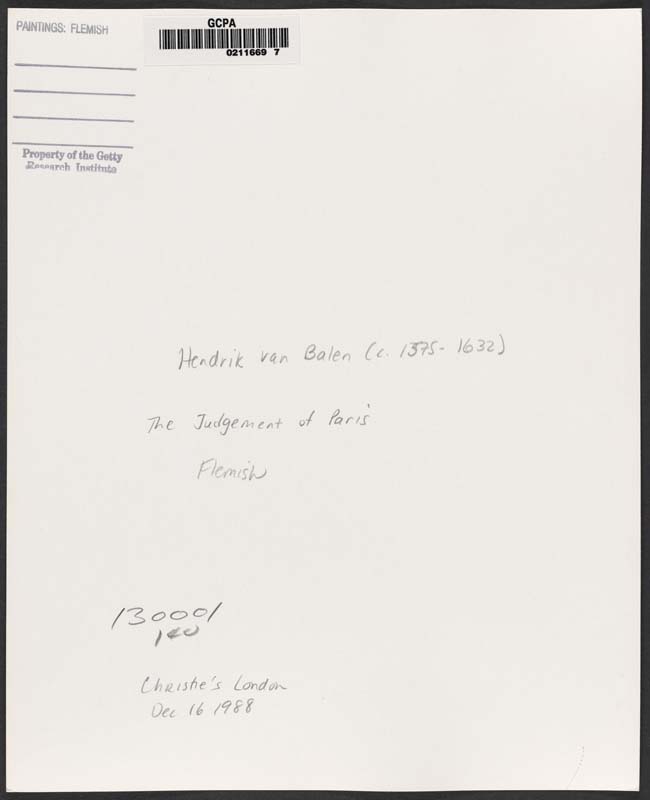 PAINTINGS: FLEMISH
GCPA
0211669 7
Property of the Getty
Research Institute
Hendrik van Balen (c. 1575-1632)
The Judgement of Paris
Flemish
130001
140
Christie's London
Dec 16 1988